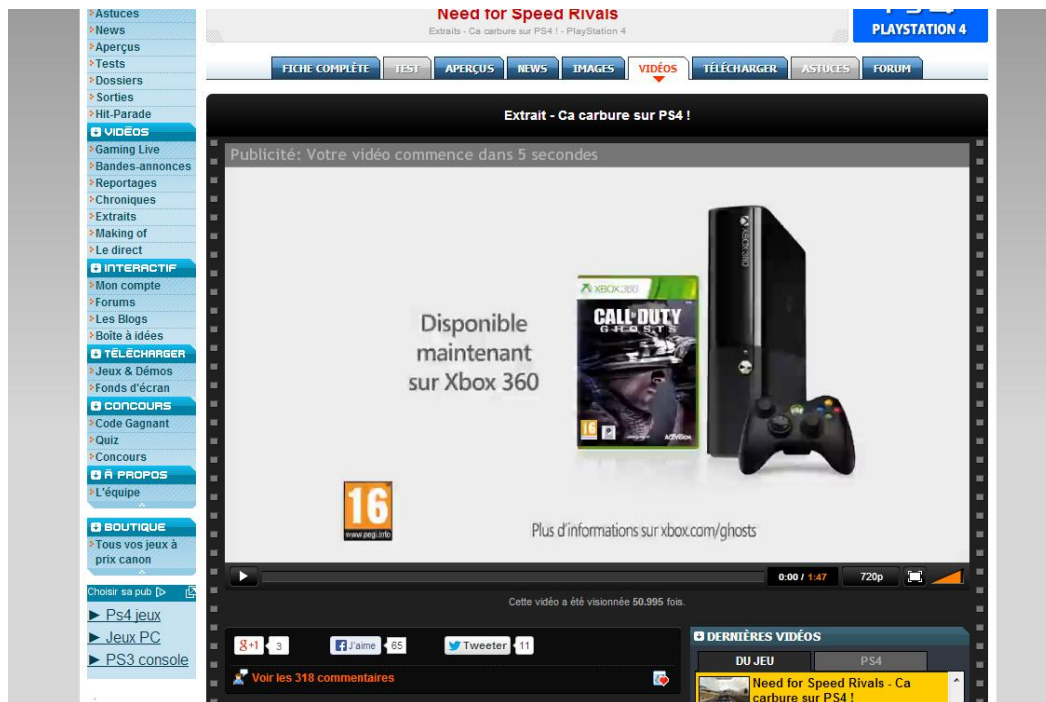 Need for Speed Rivals
Extraits - Ca carbure sur PS4 ! - PlayStation 4
PLAYSTATION 4
FICHE COMPLÈTE
TEST
APERÇUS
NEWS
IMAGES
VIDÉOS
TÉLÉCHARGER
ASTUCES
FORUM
Astuces
News
Aperçus
Tests
Dossiers
Sorties
Hit-Parade
VIDÉOS
Gaming Live
Bandes-annonces
Reportages
Chroniques
Extraits
Making of
Le direct
INTERACTIF
Mon compte
Forums
Les Blogs
Boîte à idées
TÉLÉCHARGER
Jeux & Démos
Fonds d'écran
CONCOURS
Code Gagnant
Quiz
Concours
À PROPOS
L'équipe
BOUTIQUE
Tous vos jeux à
prix canon
Choisir sa pub
► Ps4 jeux
► Jeux PC
► PS3 console
Extrait - Ca carbure sur PS4 !
Publicité: Votre vidéo commence dans 5 secondes
Disponible
maintenant
sur Xbox 360
XBOX 360
XBOX 360
CALL OF DUTY
GHOSTS
16
ACTIVISION
16
www.pegi.info
Plus d'informations sur xbox.com/ghosts
0:00 / 1:47
720p
Cette vidéo a été visionnée 50.995 fois.
g+1 3
J'aime 65
Tweeter 11
Voir les 318 commentaires
DERNIÈRES VIDÉOS
DU JEU
PS4
Need for Speed Rivals - Ca
carbure sur PS4 !